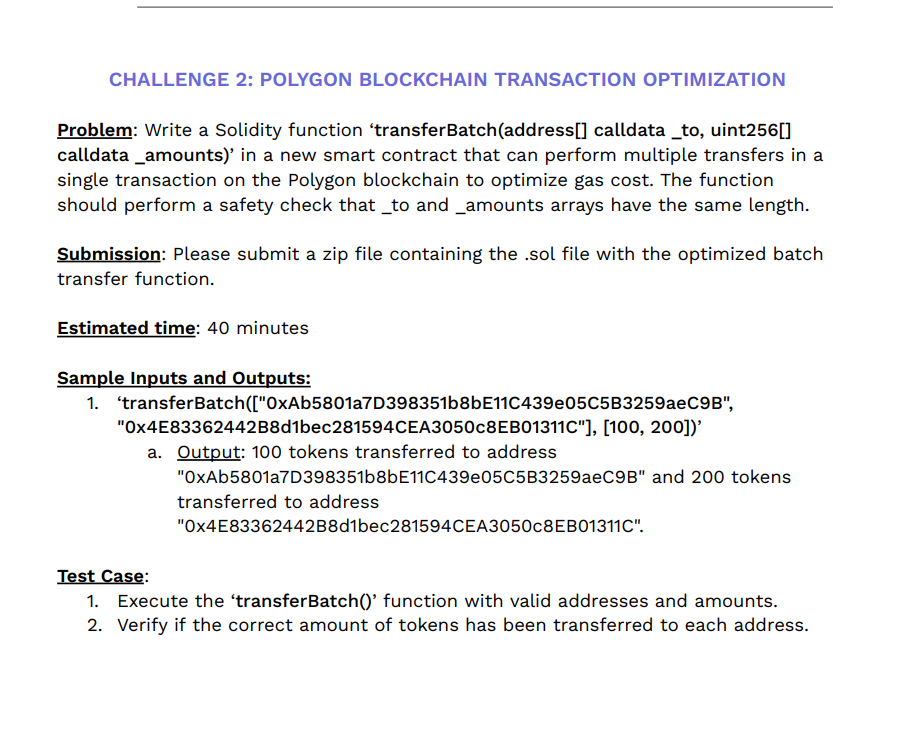 CHALLENGE 2: POLYGON BLOCKCHAIN TRANSACTION OPTIMIZATION
Problem: Write a Solidity function ‘transferBatch(address[] calldata _to, uint256[]
calldata _amounts)’ in a new smart contract that can perform multiple transfers in a
single transaction on the Polygon blockchain to optimize gas cost. The function
should perform a safety check that _to and _amounts arrays have the same length.
Submission: Please submit a zip file containing the .sol file with the optimized batch
transfer function.
Estimated time: 40 minutes
Sample Inputs and Outputs:
1. ‘transferBatch(["0xAb5801a7D398351b8bE11C439e05C5B3259aeC9B",
"0x4E83362442B8d1bec281594CEA3050c8EB01311C"], [100, 200])’
a. Output: 100 tokens transferred to address
"0xAb5801a7D398351b8bE11C439e05C5B3259aeC9B" and 200 tokens
transferred to address
"0x4E83362442B8d1bec281594CEA3050c8EB01311C".
Test Case:
1. Execute the ‘transferBatch()’ function with valid addresses and amounts.
2. Verify if the correct amount of tokens has been transferred to each address.